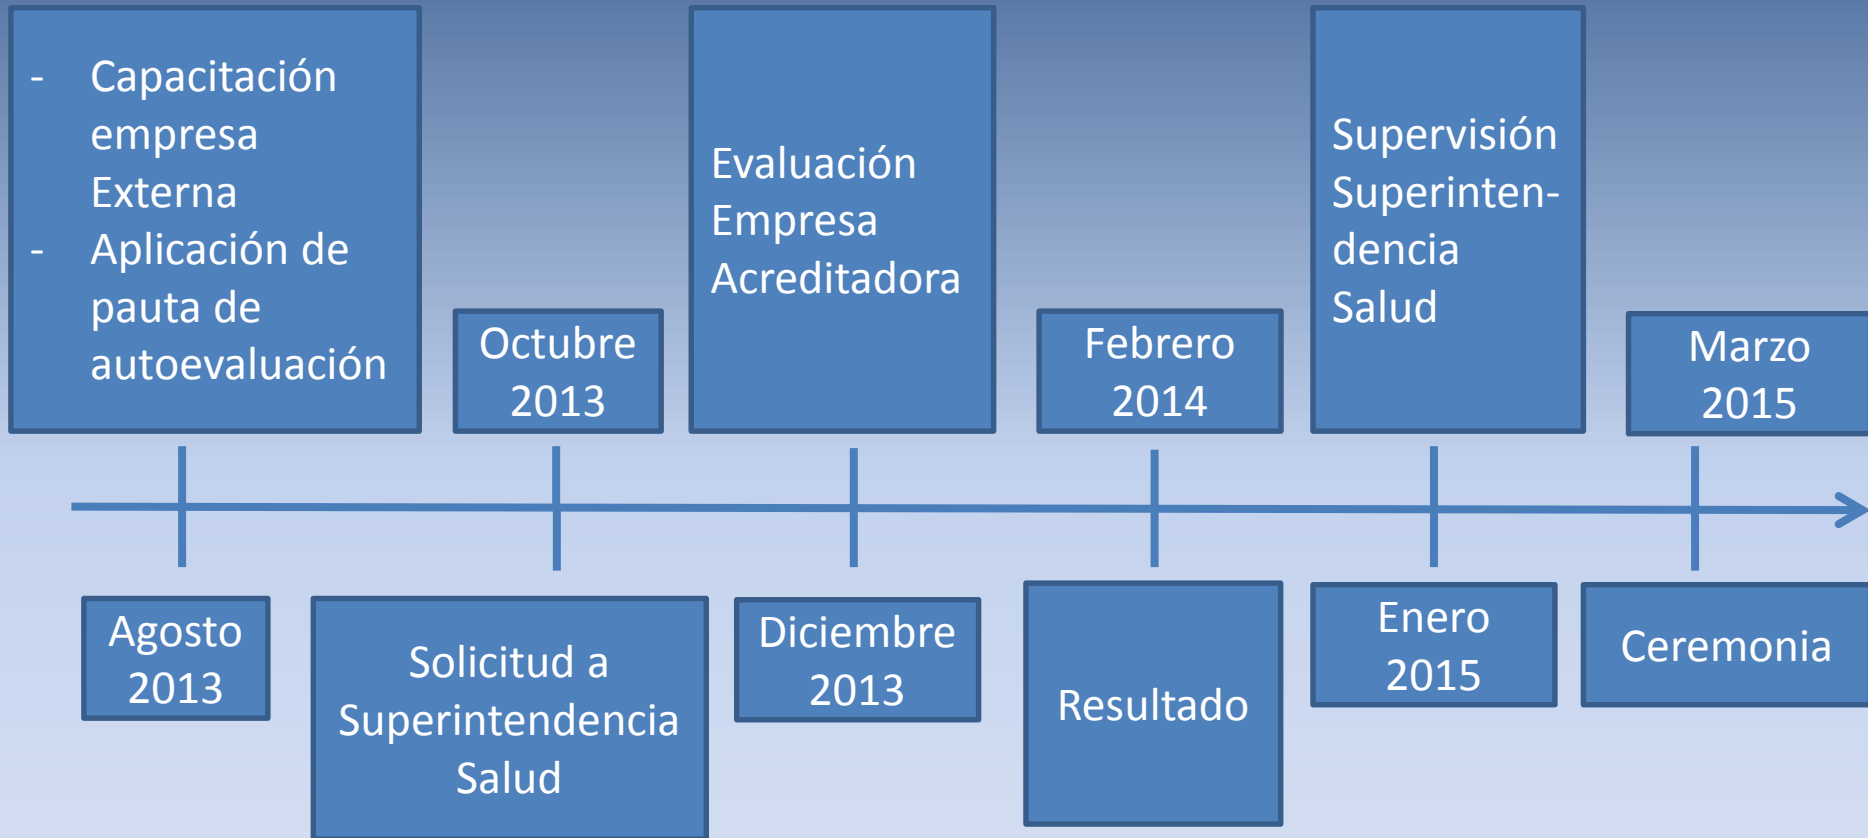 - Capacitación
empresa
Externa
- Aplicación de
pauta de
autoevaluación
Octubre
2013
Evaluación
Empresa
Acreditadora
Febrero
2014
Supervisión
Superinten-
dencia
Salud
Marzo
2015
Agosto
2013
Solicitud a
Superintendencia
Salud
Diciembre
2013
Resultado
Enero
2015
Ceremonia